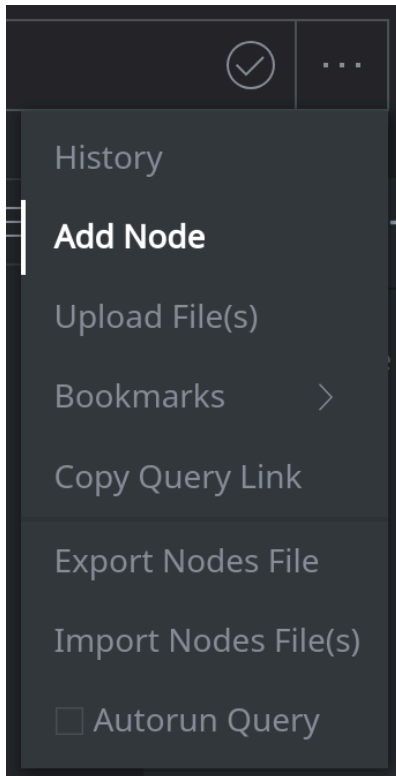 History
Add Node
Upload File(s)
Bookmarks
Copy Query Link
Export Nodes File
Import Nodes File(s)
Autorun Query